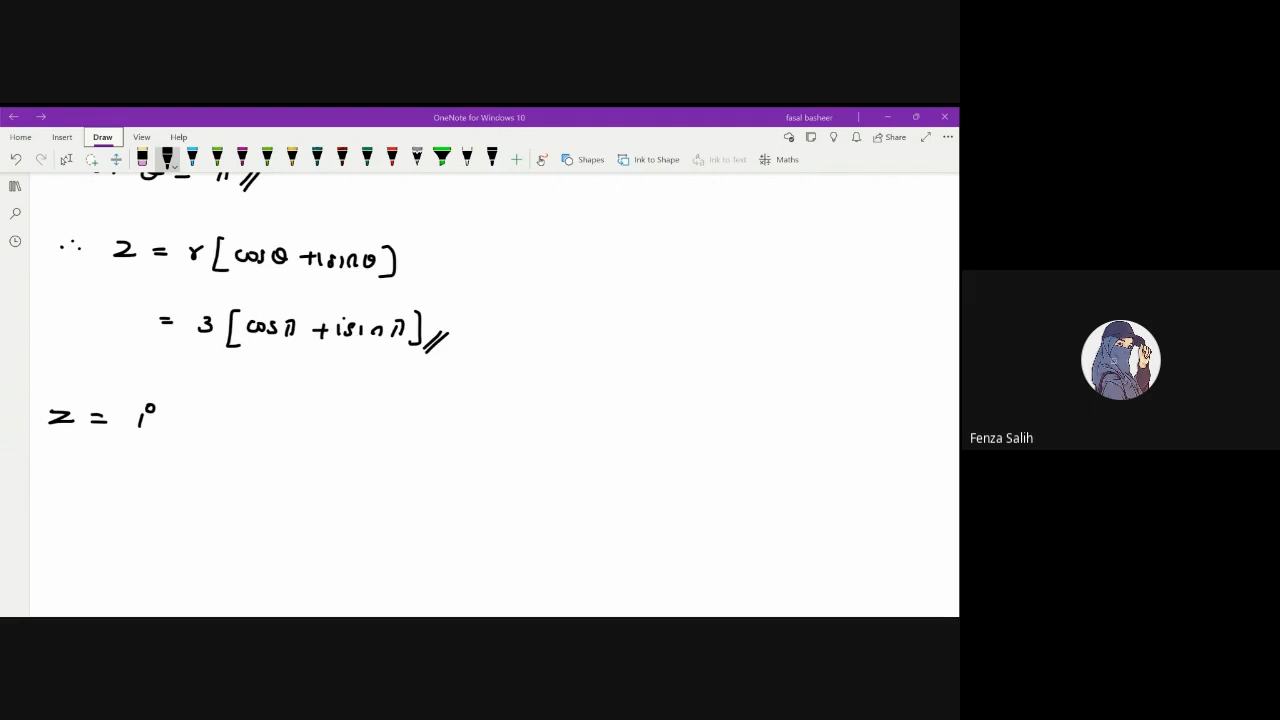 OneNote for Windows 10
fasal basheer
Home Insert Draw View Help
Share
Shapes Ink to Shape Ink to Text Maths
θ = π //
∴ z = r [cosθ + isinθ]
= 3 [cosπ + isinπ] //
z = i
Fenza Salih